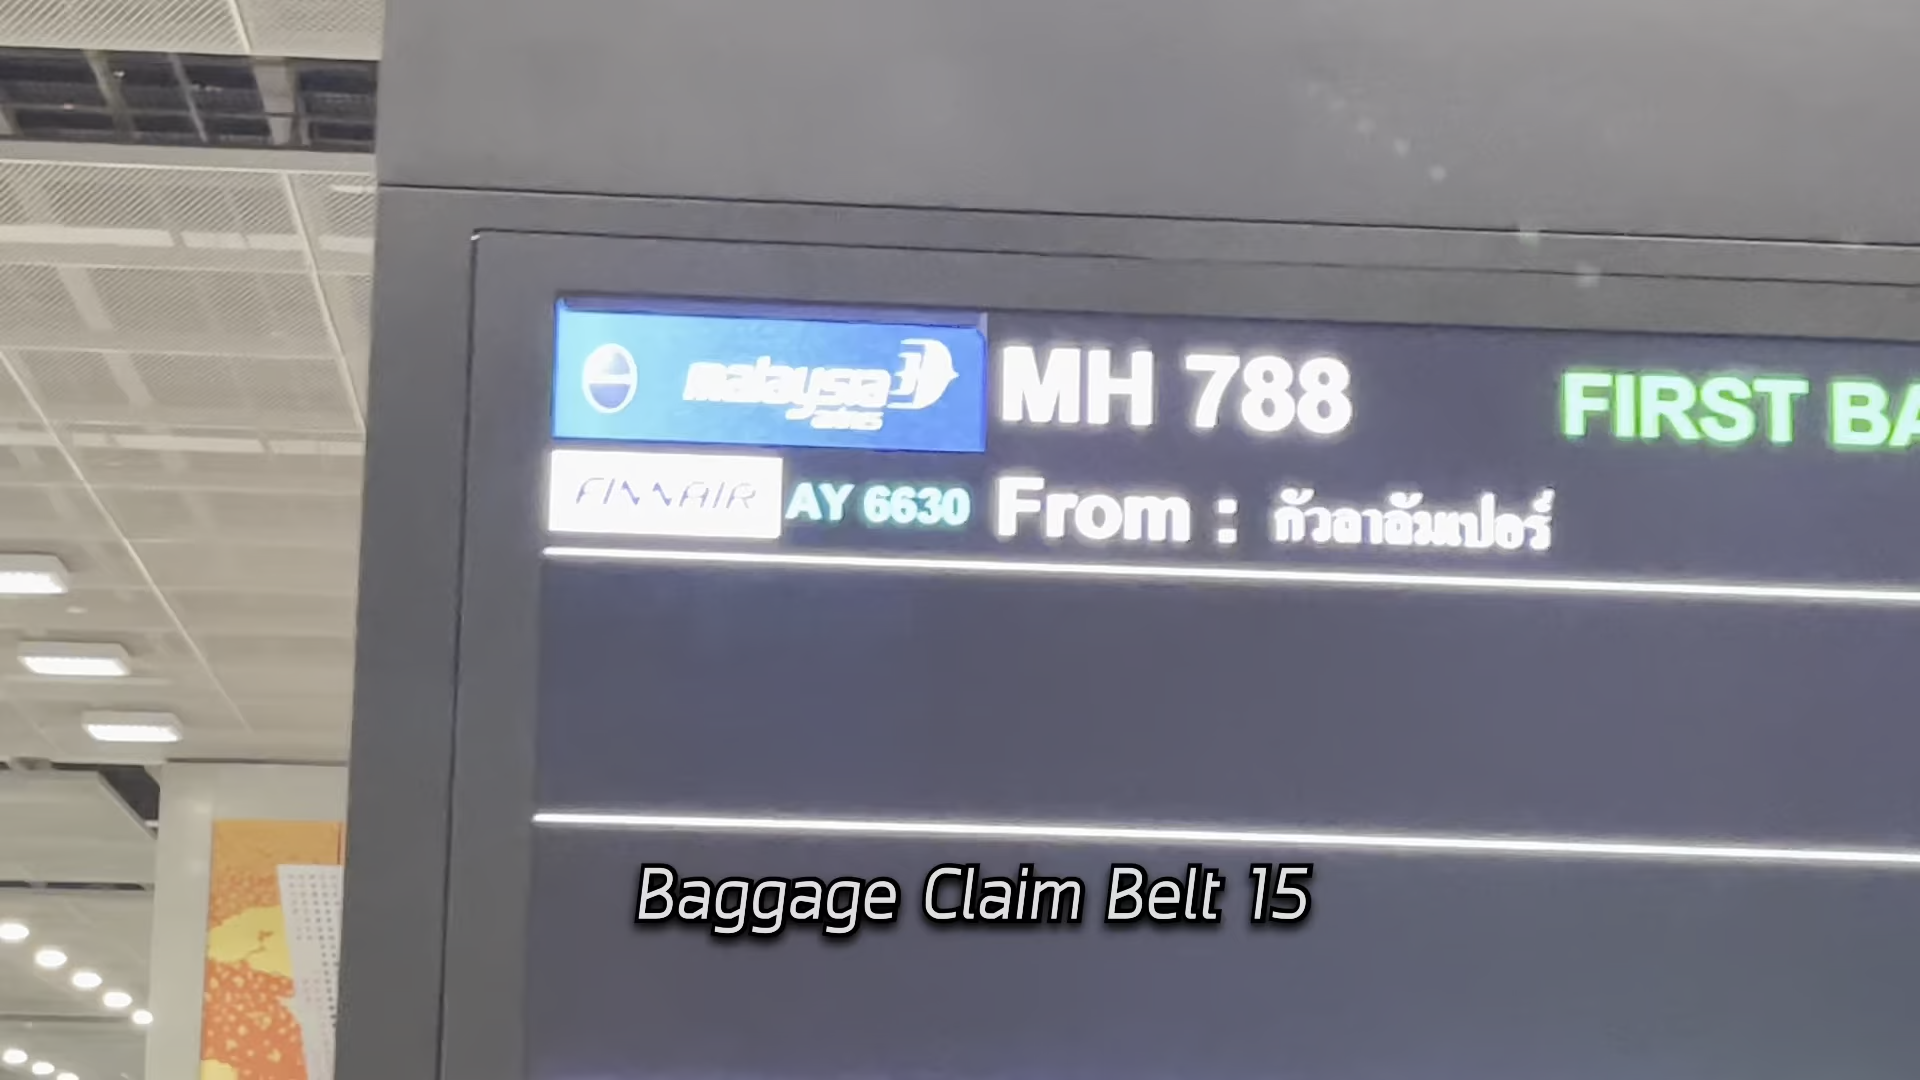 malaysia airlines MH 788 FIRST BA
FINNAIR AY 6630 From : กัวลาลัมเปอร์
Baggage Claim Belt 15